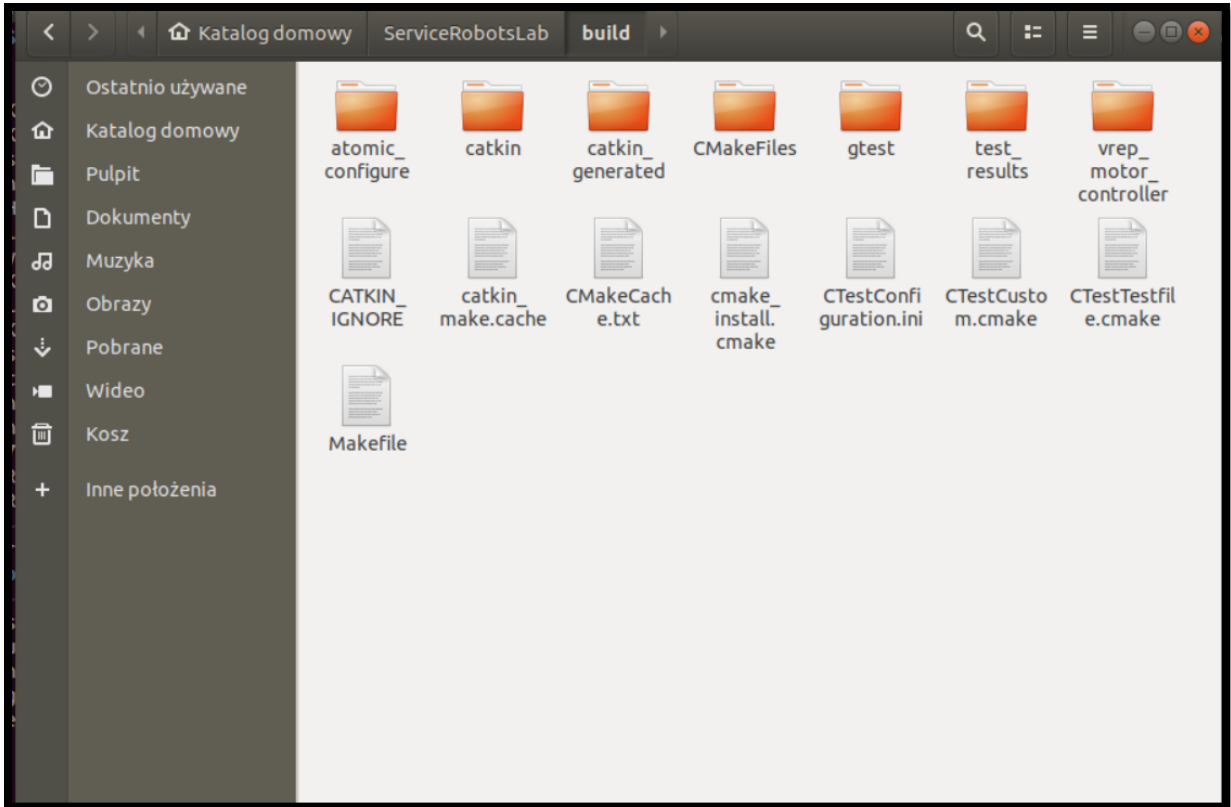 Katalog domowy ServiceRobotsLab build
Ostatnio używane
Katalog domowy
Pulpit
Dokumenty
Muzyka
Obrazy
Pobrane
Wideo
Kosz
Inne położenia
atomic_
configure
catkin
catkin_
generated
CMakeFiles
gtest
test_
results
vrep_
motor_
controller
CATKIN_
IGNORE
catkin_
make.cache
CMakeCach
e.txt
cmake_
install.
cmake
CTestConfi
guration.ini
CTestCusto
m.cmake
CTestTestfil
e.cmake
Makefile